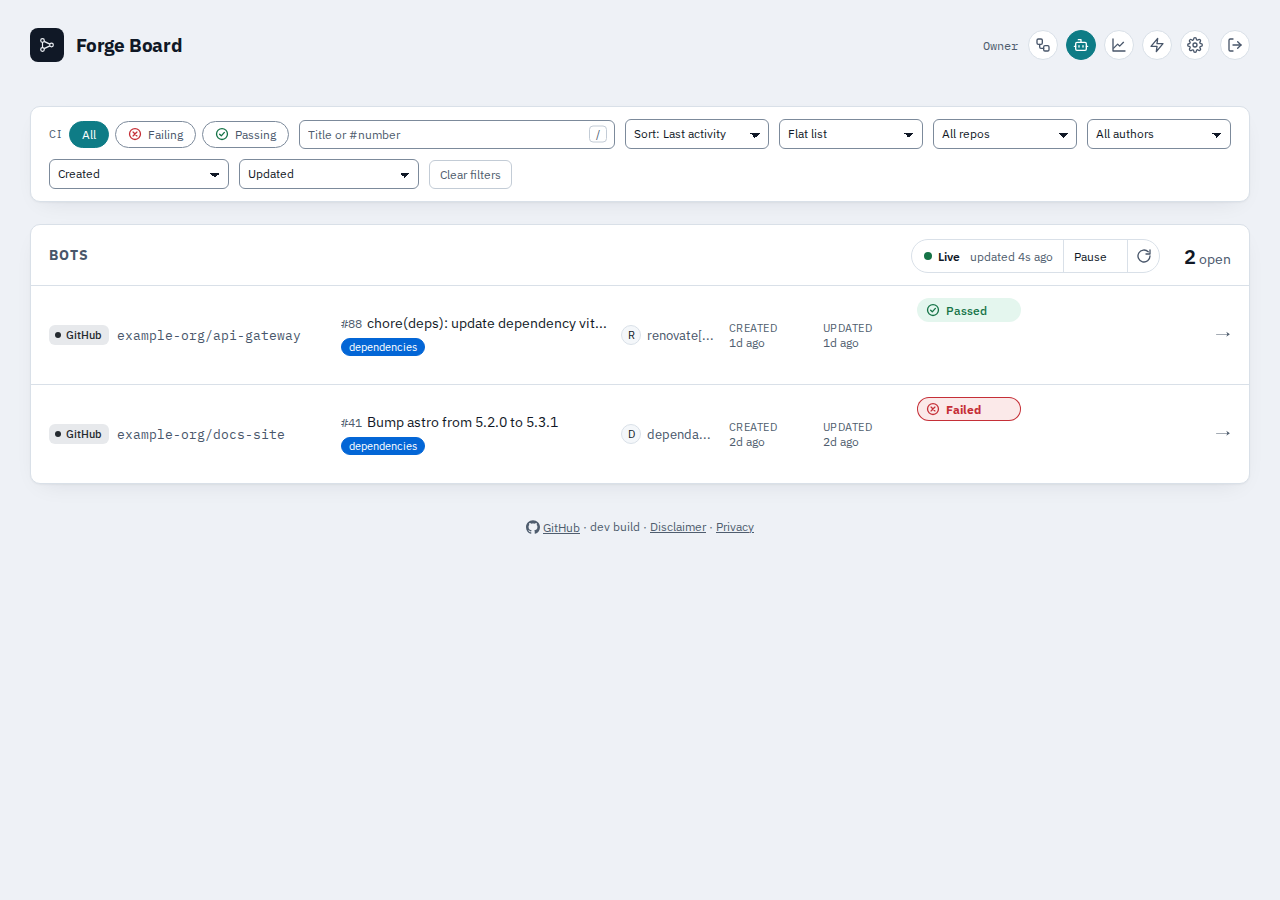 Forge Board
Owner
CI All Failing Passing Title or #number / Sort: Last activity Flat list All repos All authors
Created Updated Clear filters
BOTS Live updated 4s ago Pause 2 open
GitHub example-org/api-gateway #88 chore(deps): update dependency vit... R renovate[... CREATED 1d ago UPDATED 1d ago Passed →
dependencies
GitHub example-org/docs-site #41 Bump astro from 5.2.0 to 5.3.1 D dependa... CREATED 2d ago UPDATED 2d ago Failed →
dependencies
GitHub · dev build · Disclaimer · Privacy